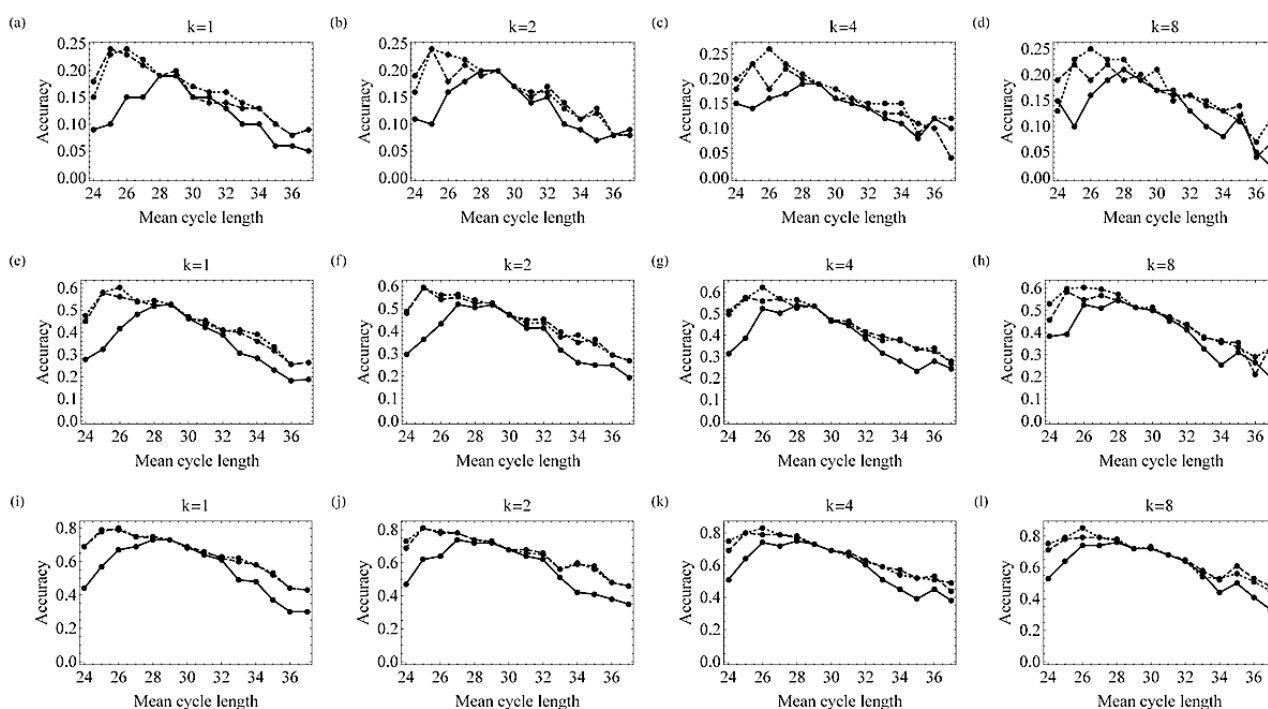 (a) k=1 (b) k=2 (c) k=4 (d) k=8
0.25 0.25 0.25 0.25
0.20 0.20 0.20 0.20
0.15 0.15 0.15 0.15
0.10 0.10 0.10 0.10
0.05 0.05 0.05 0.05
0.00 0.00 0.00 0.00
Accuracy Accuracy Accuracy Accuracy
24 26 28 30 32 34 36 24 26 28 30 32 34 36 24 26 28 30 32 34 36 24 26 28 30 32 34 36
Mean cycle length Mean cycle length Mean cycle length Mean cycle length
(e) k=1 (f) k=2 (g) k=4 (h) k=8
0.6 0.6 0.6 0.6
0.5 0.5 0.5 0.5
0.4 0.4 0.4 0.4
0.3 0.3 0.3 0.3
0.2 0.2 0.2 0.2
0.1 0.1 0.1 0.1
0.0 0.0 0.0 0.0
Accuracy Accuracy Accuracy Accuracy
24 26 28 30 32 34 36 24 26 28 30 32 34 36 24 26 28 30 32 34 36 24 26 28 30 32 34 36
Mean cycle length Mean cycle length Mean cycle length Mean cycle length
(i) k=1 (j) k=2 (k) k=4 (l) k=8
0.8 0.8 0.8 0.8
0.6 0.6 0.6 0.6
0.4 0.4 0.4 0.4
0.2 0.2 0.2 0.2
0.0 0.0 0.0 0.0
Accuracy Accuracy Accuracy Accuracy
24 26 28 30 32 34 36 24 26 28 30 32 34 36 24 26 28 30 32 34 36 24 26 28 30 32 34 36
Mean cycle length Mean cycle length Mean cycle length Mean cycle length